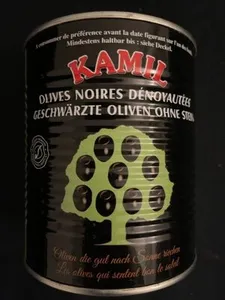 À consommer de préférence avant la date figurant sur l'un des fonds.
Mindestens haltbar bis : siehe Deckel.
KAMIL
OLIVES NOIRES DÉNOYAUTÉES
GESCHWÄRZTE OLIVEN OHNE STEIN
Oliven die gut nach Sonne riechen
Les olives qui sentent bon le soleil